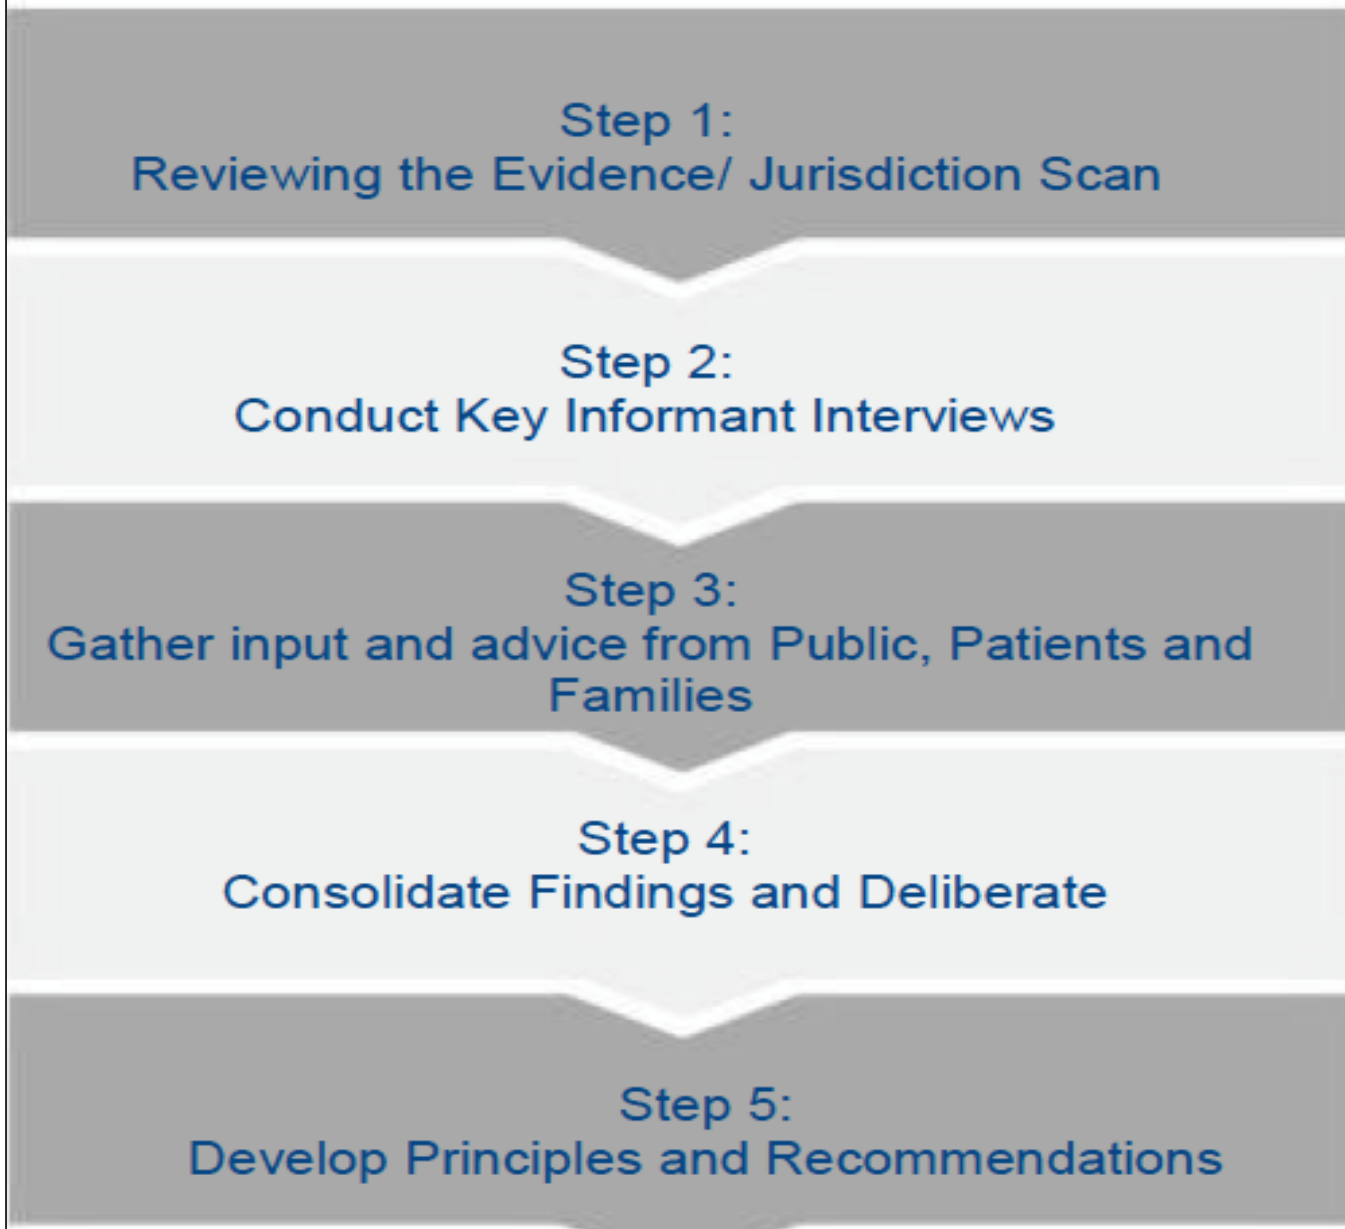 Step 1:
Reviewing the Evidence/ Jurisdiction Scan
Step 2:
Conduct Key Informant Interviews
Step 3:
Gather input and advice from Public, Patients and
Families
Step 4:
Consolidate Findings and Deliberate
Step 5:
Develop Principles and Recommendations